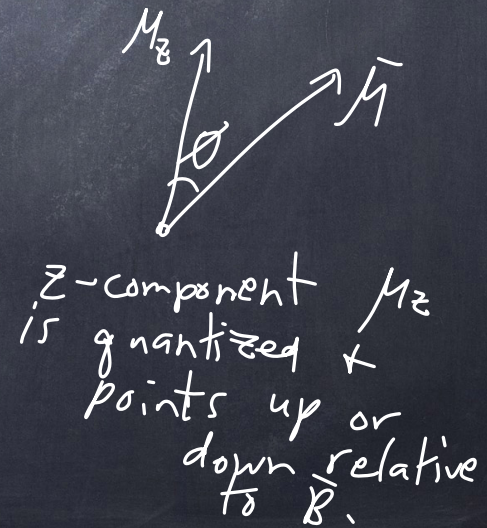 μz
θ
μ̄
z-component μz
is quantized &
points up or
down relative
to B̄.